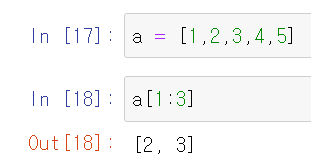 In [17]: a = [1,2,3,4,5]
In [18]: a[1:3]
Out[18]: [2, 3]